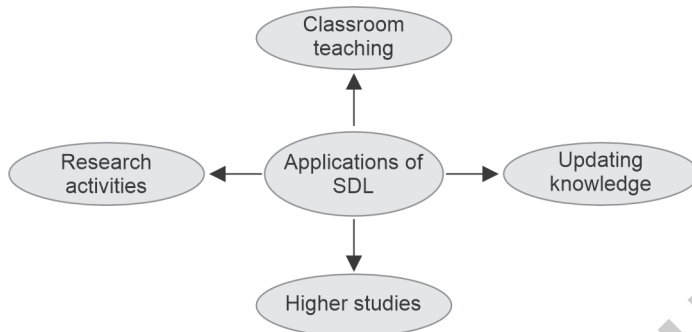 Classroom
teaching
Research
activities
Applications of
SDL
Updating
knowledge
Higher studies